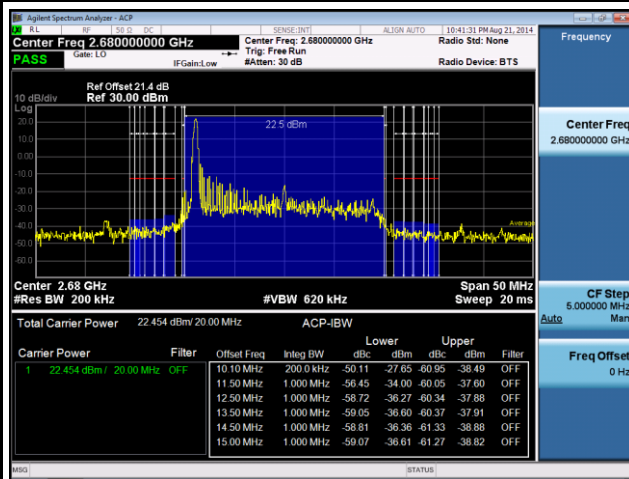 Agilent Spectrum Analyzer - ACP
RL RF 50 Ω DC SENSE:INT ALIGN AUTO 10:41:31 PM Aug 21, 2014
Center Freq 2.680000000 GHz Center Freq: 2.680000000 GHz Radio Std: None Frequency
PASS Gate: LO Trig: Free Run
IFGain:Low #Atten: 30 dB Radio Device: BTS
Ref Offset 21.4 dB
10 dB/div Ref 30.00 dBm
Log
20.0 22.5 dBm
10.0
0.00
-10.0
-20.0
-30.0
-40.0 Average
-50.0
-60.0
Center Freq
2.680000000 GHz
Center 2.68 GHz Span 50 MHz
#Res BW 200 kHz #VBW 620 kHz Sweep 20 ms
CF Step
5.000000 MHz
Auto Man
Freq Offset
0 Hz
Total Carrier Power 22.454 dBm/ 20.00 MHz ACP-IBW
Lower Upper
Carrier Power Filter Offset Freq Integ BW dBc dBm dBc dBm Filter
1 22.454 dBm / 20.00 MHz OFF 10.10 MHz 200.0 kHz -50.11 -27.65 -60.95 -38.49 OFF
11.50 MHz 1.000 MHz -56.45 -34.00 -60.05 -37.60 OFF
12.50 MHz 1.000 MHz -58.72 -36.27 -60.34 -37.88 OFF
13.50 MHz 1.000 MHz -59.05 -36.60 -60.37 -37.91 OFF
14.50 MHz 1.000 MHz -58.81 -36.36 -61.33 -38.88 OFF
15.00 MHz 1.000 MHz -59.07 -36.61 -61.27 -38.82 OFF
MSG STATUS